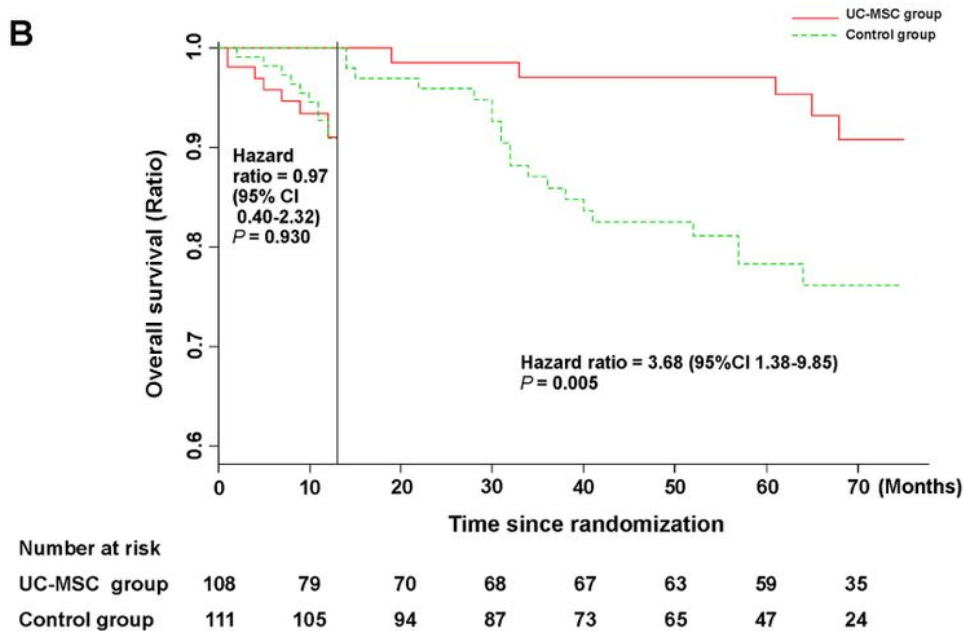 B
UC-MSC group
Control group
Overall survival (Ratio)
1.0
0.9
0.8
0.7
0.6
Hazard
ratio = 0.97
(95% CI
0.40-2.32)
P = 0.930
Hazard ratio = 3.68 (95%CI 1.38-9.85)
P = 0.005
0 10 20 30 40 50 60 70 (Months)
Time since randomization
Number at risk
UC-MSC group 108 79 70 68 67 63 59 35
Control group 111 105 94 87 73 65 47 24